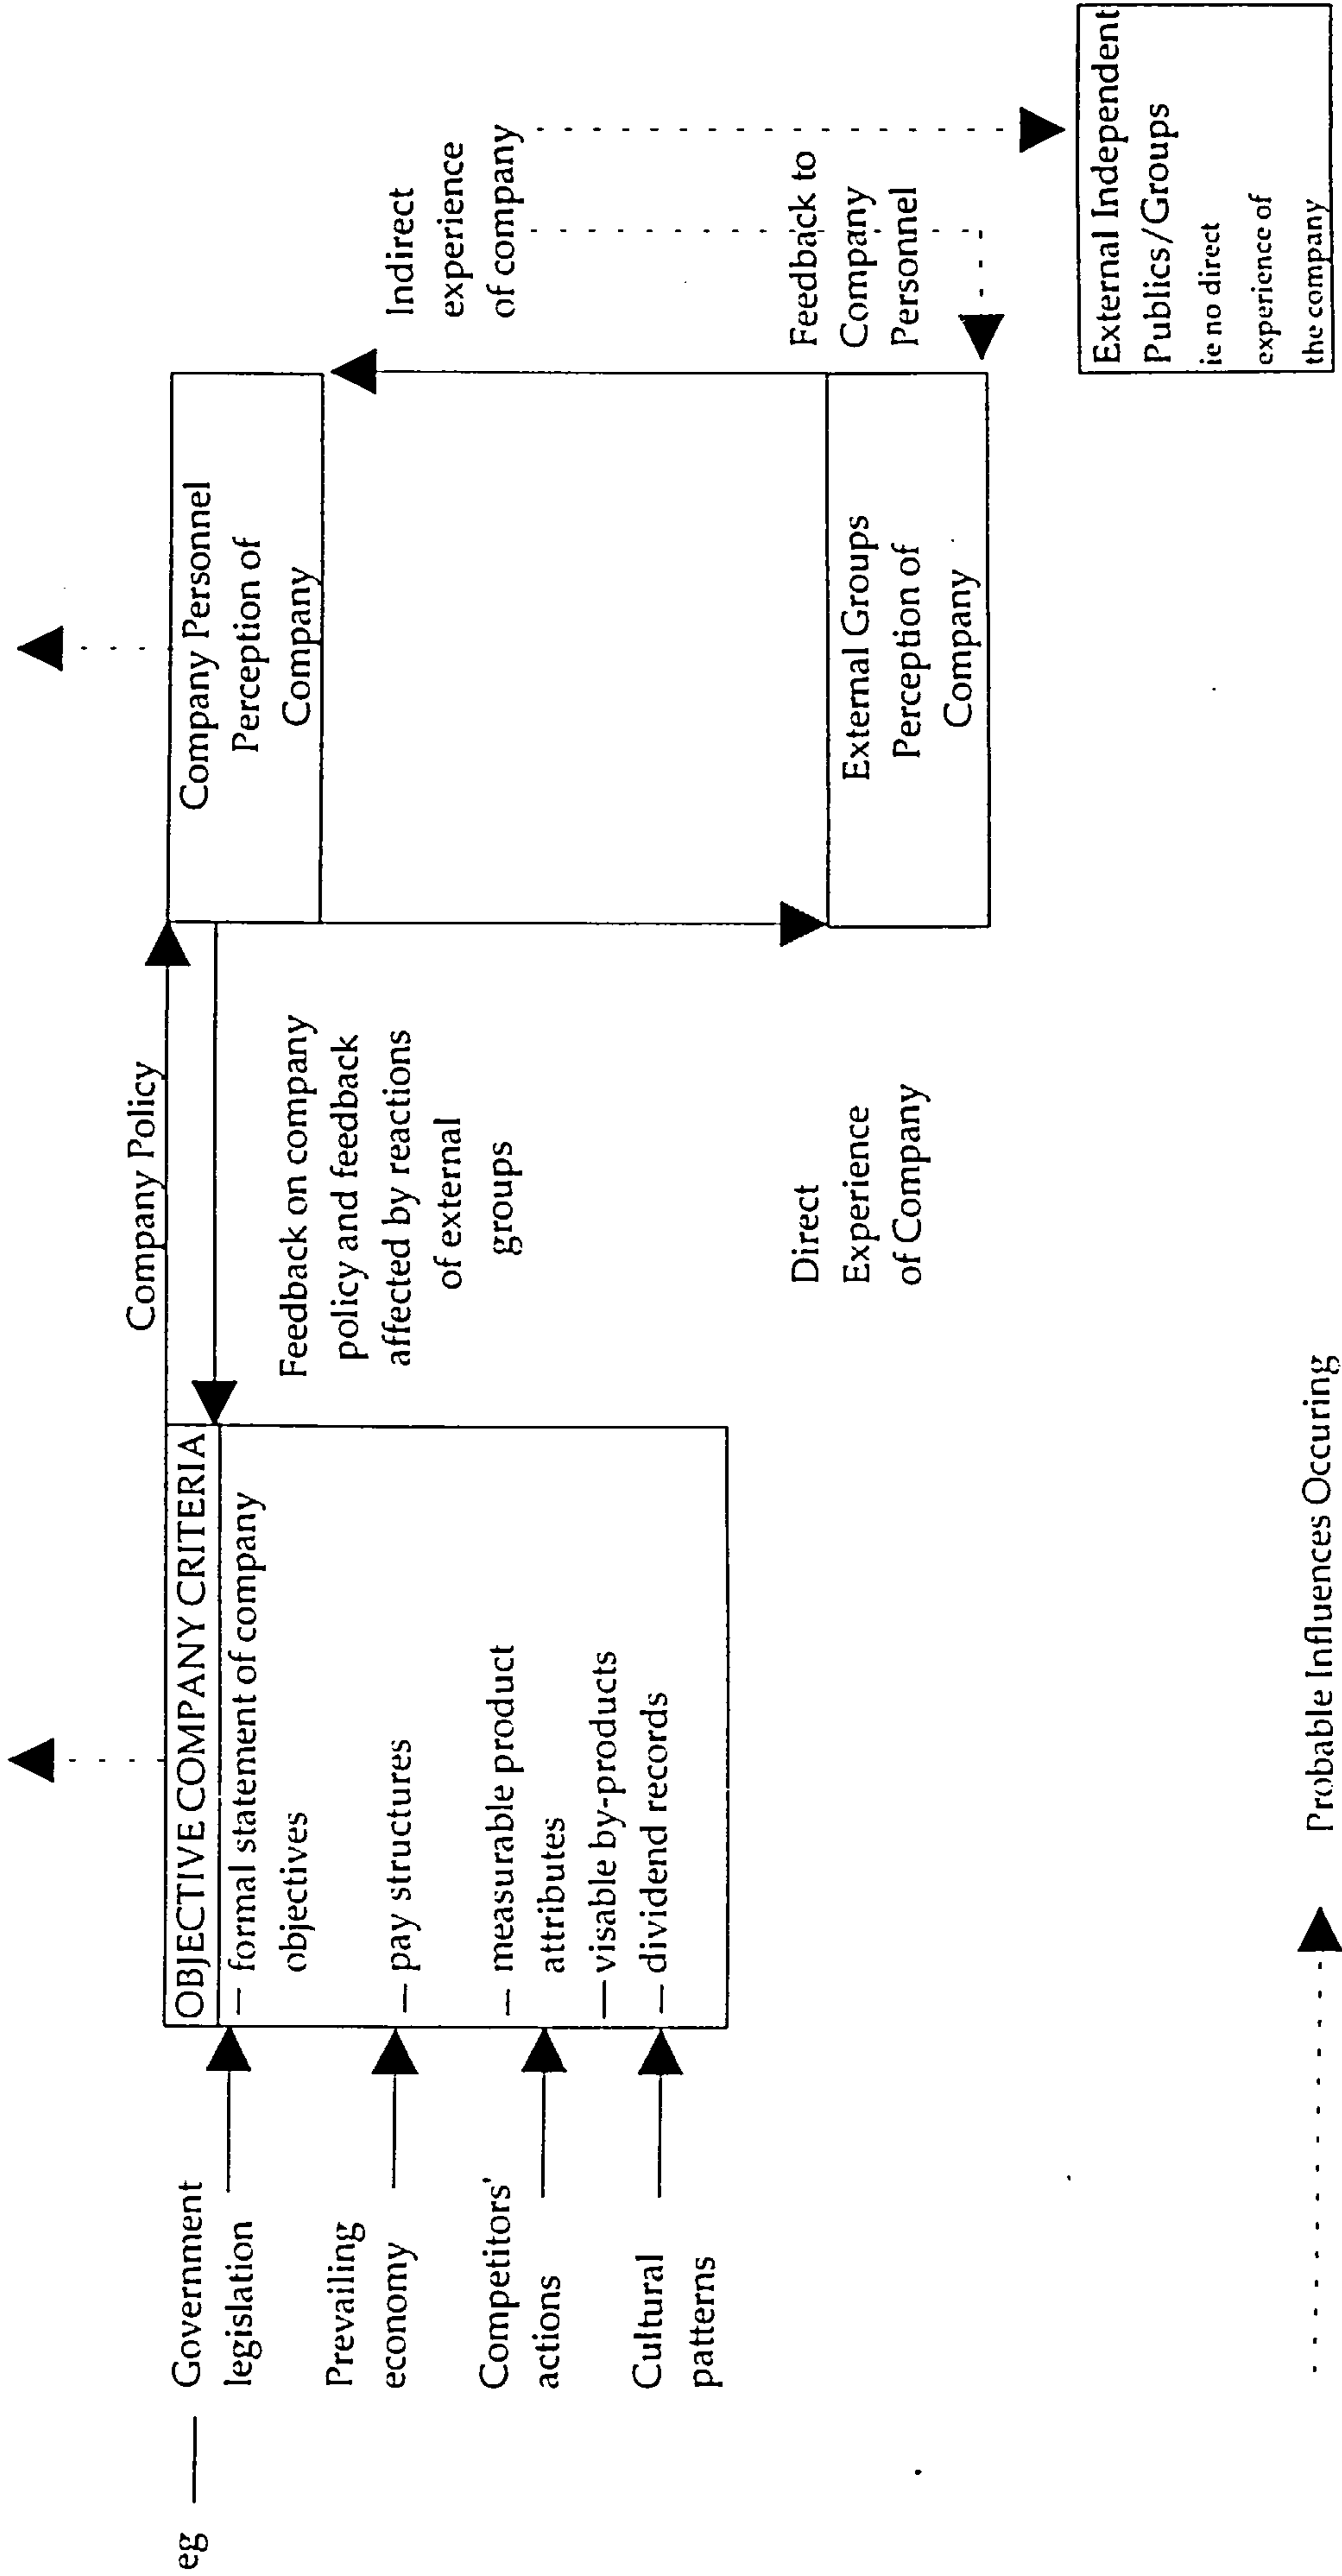 eg —
Government
legislation
Prevailing
economy
Competitors'
actions
Cultural
patterns
OBJECTIVE COMPANY CRITERIA
— formal statement of company
objectives
— pay structures
— measurable product
attributes
— visable by-products
— dividend records
Company Policy
Feedback on company
policy and feedback
affected by reactions
of external
groups
Direct
Experience
of Company
Company Personnel
Perception of
Company
External Groups
Perception of
Company
Indirect
experience
of company
Feedback to
Company
Personnel
External Independent
Publics/Groups
ie no direct
experience of
the company
Probable Influences Occuring